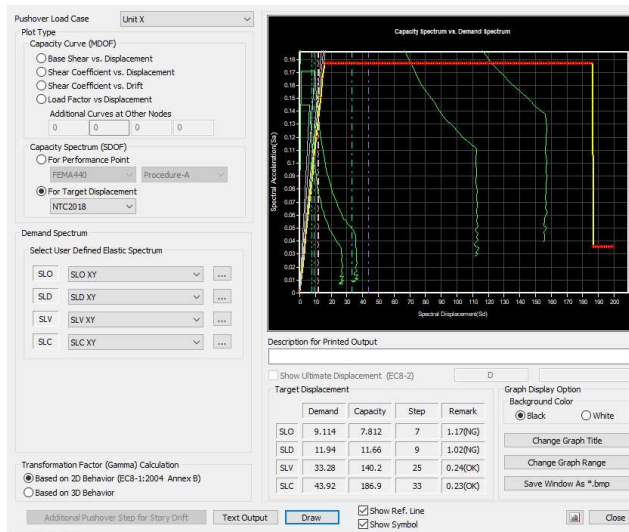 Pushover Load Case Unit X
Plot Type
Capacity Curve (MDOF)
Base Shear vs. Displacement
Shear Coefficient vs. Displacement
Shear Coefficient vs. Drift
Load Factor vs Displacement
Additional Curves at Other Nodes
0 0 0 0
Capacity Spectrum (SDOF)
For Performance Point
FEMA440 Procedure-A
For Target Displacement
NTC2018
Demand Spectrum
Select User Defined Elastic Spectrum
SLO SLO XY ...
SLD SLD XY ...
SLV SLV XY ...
SLC SLC XY ...
Transformation Factor (Gamma) Calculation
Based on 2D Behavior (EC8-1:2004 Annex B)
Based on 3D Behavior
Capacity Spectrum vs. Demand Spectrum
Spectral Acceleration(Sa)
0.18
0.17
0.16
0.15
0.14
0.13
0.12
0.11
0.1
0.09
0.08
0.07
0.06
0.05
0.04
0.03
0.02
0.01
0
0 10 20 30 40 50 60 70 80 90 100 110 120 130 140 150 160 170 180 190 200
Spectral Displacement(Sd)
Description for Printed Output
Show Ultimate Displacement (EC8-2) D
Target Displacement
Demand Capacity Step Remark
SLO 9.114 7.812 7 1.17(NG)
SLD 11.94 11.66 9 1.02(NG)
SLV 33.28 140.2 25 0.24(OK)
SLC 43.92 186.9 33 0.23(OK)
Graph Display Option
Background Color
Black White
Change Graph Title
Change Graph Range
Save Window As *.bmp
Additional Pushover Step for Story Drift Text Output Draw
Show Ref. Line
Show Symbol
Close